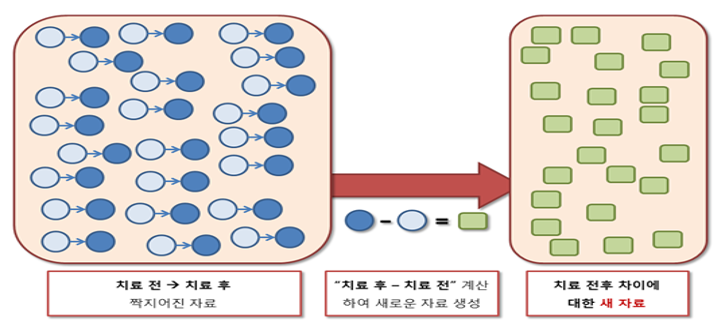 – =
치료 전 → 치료 후
짝지어진 자료
“치료 후 – 치료 전” 계산
하여 새로운 자료 생성
치료 전후 차이에
대한 새 자료